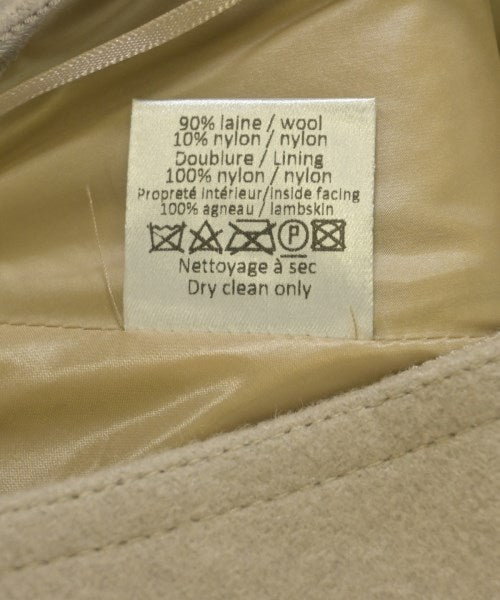 90% laine / wool
10% nylon / nylon
Doublure / Lining
100% nylon / nylon
Propreté intérieur/inside facing
100% agneau / lambskin
P
Nettoyage à sec
Dry clean only